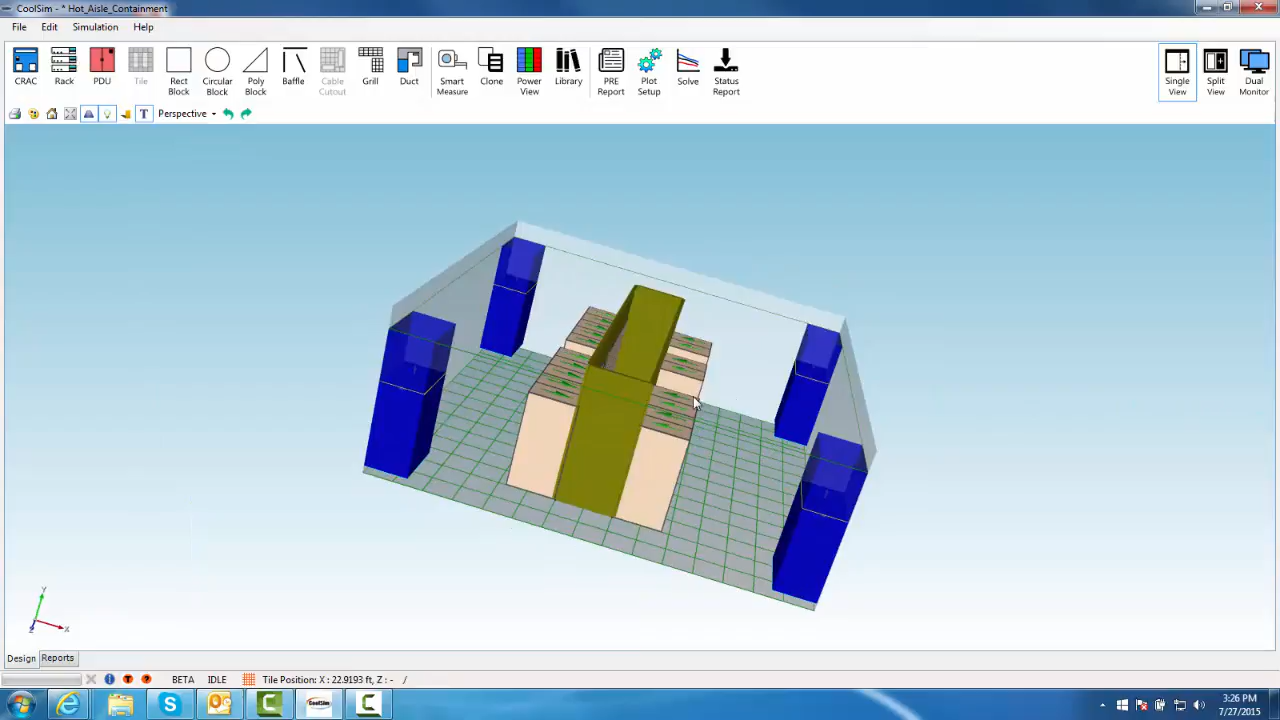 CoolSim - * Hot_Aisle_Containment
File Edit Simulation Help
CRAC Rack PDU Tile Rect Block Circular Block Poly Block Baffle Cable Cutout Grill Duct Smart Measure Clone Power View Library PRE Report Plot Setup Solve Status Report Single View Split View Dual Monitor
T Perspective
Y
Z X
Design Reports
BETA IDLE Tile Position: X : 22.9193 ft, Z : - /
CoolSim
3:26 PM
7/27/2015